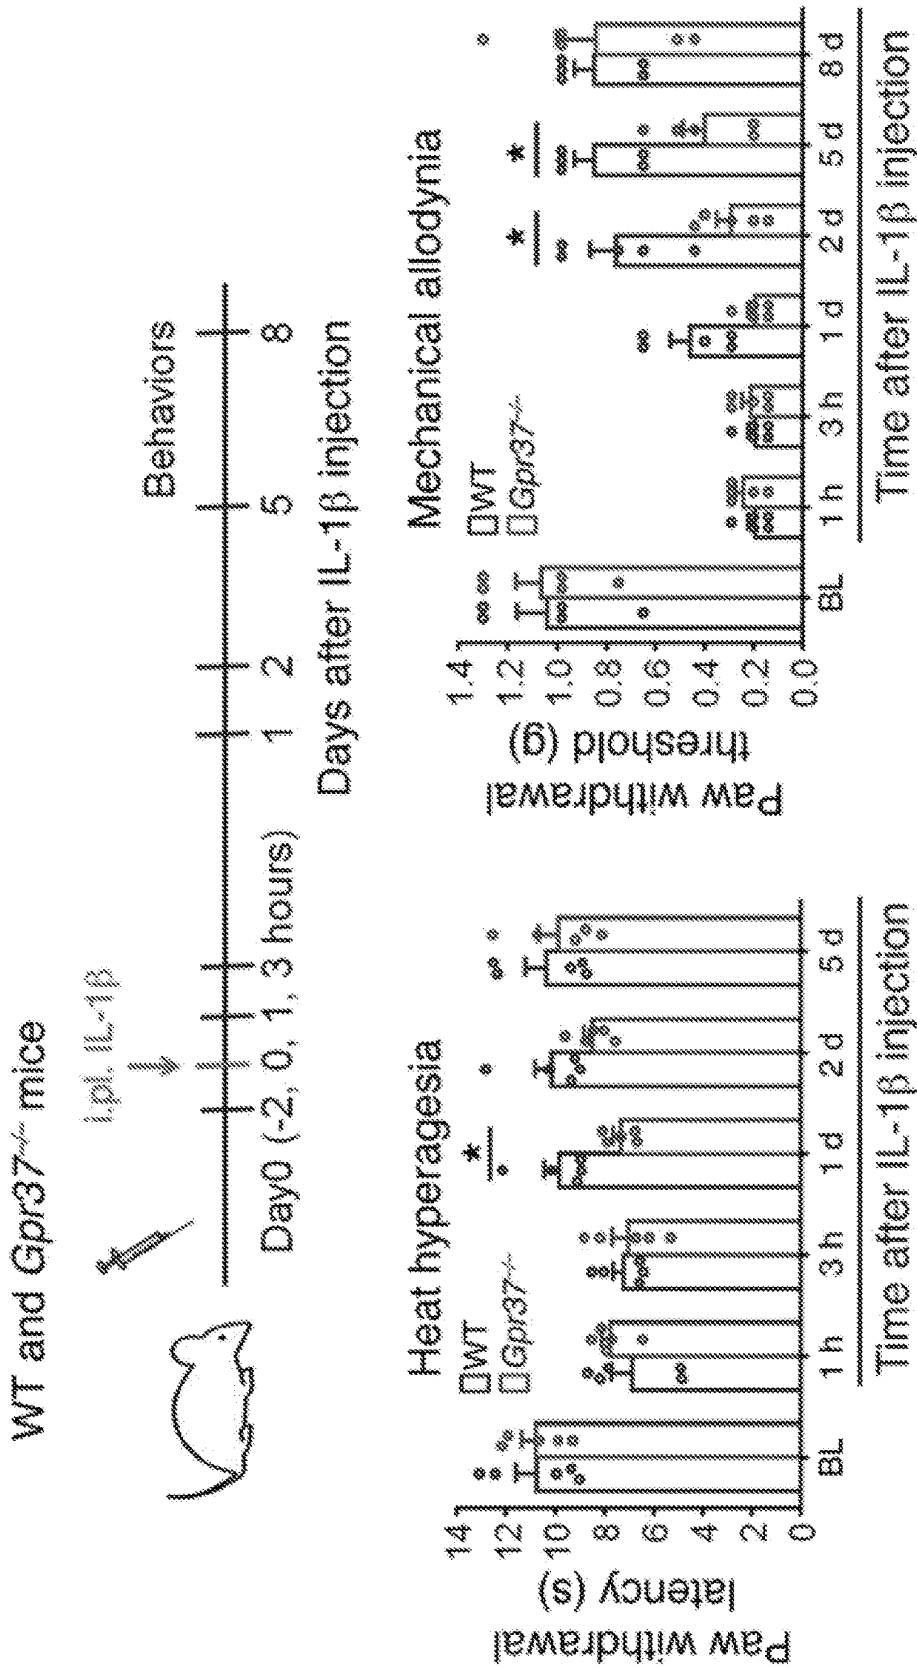 WT and Gpr37-/- mice
i.pl. IL-1β
Behaviors
Day0 (-2, 0, 1, 3 hours)
1
2
5
8
Days after IL-1β injection
Heat hyperagesia
WT
Gpr37-/-
*
Paw withdrawal
latency (s)
14
12
10
8
6
4
2
0
BL
1 h
3 h
1 d
2 d
5 d
Time after IL-1β injection
Mechanical allodynia
WT
Gpr37-/-
*
*
Paw withdrawal
threshold (g)
1.4
1.2
1.0
0.8
0.6
0.4
0.2
0.0
BL
1 h
3 h
1 d
2 d
5 d
8 d
Time after IL-1β injection